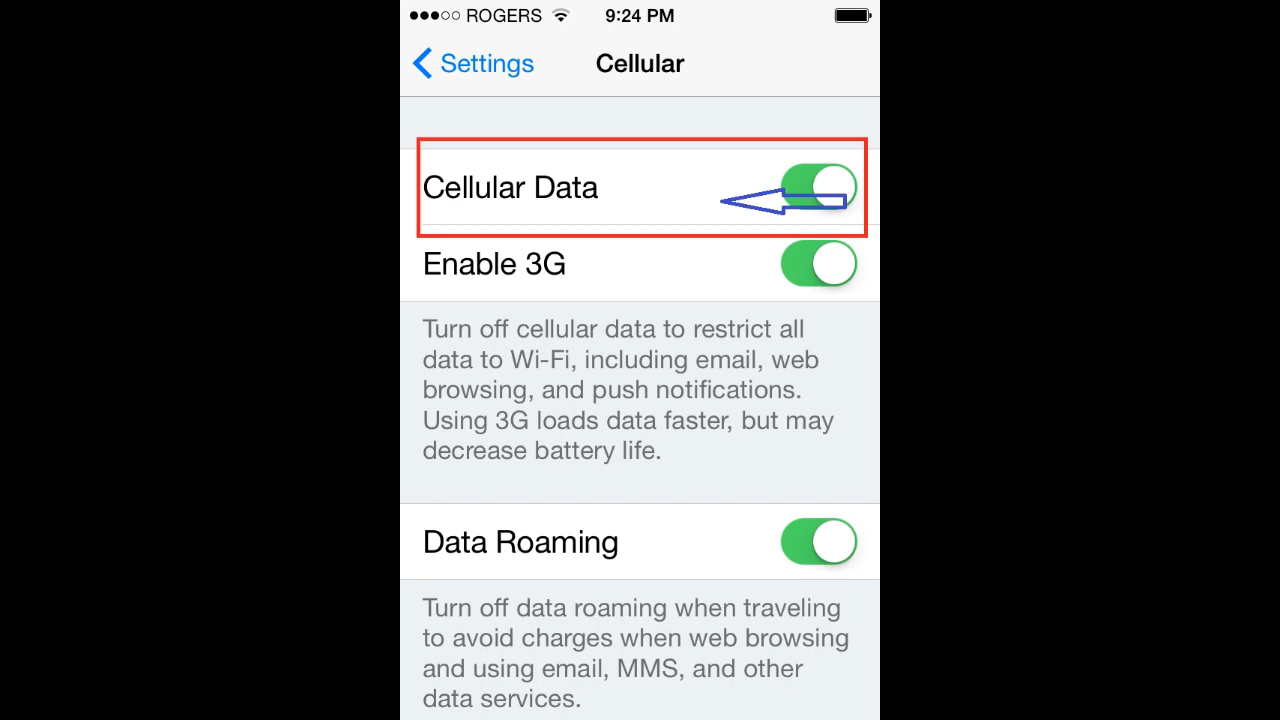 ROGERS 9:24 PM
Settings Cellular
Cellular Data
Enable 3G
Turn off cellular data to restrict all
data to Wi-Fi, including email, web
browsing, and push notifications.
Using 3G loads data faster, but may
decrease battery life.
Data Roaming
Turn off data roaming when traveling
to avoid charges when web browsing
and using email, MMS, and other
data services.